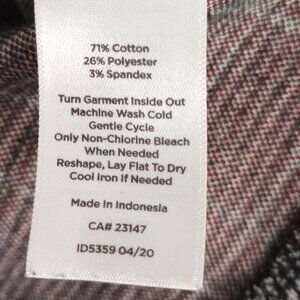 71% Cotton
26% Polyester
3% Spandex
Turn Garment Inside Out
Machine Wash Cold
Gentle Cycle
Only Non-Chlorine Bleach
When Needed
Reshape, Lay Flat To Dry
Cool Iron If Needed
Made In Indonesia
CA# 23147
ID5359 04/20